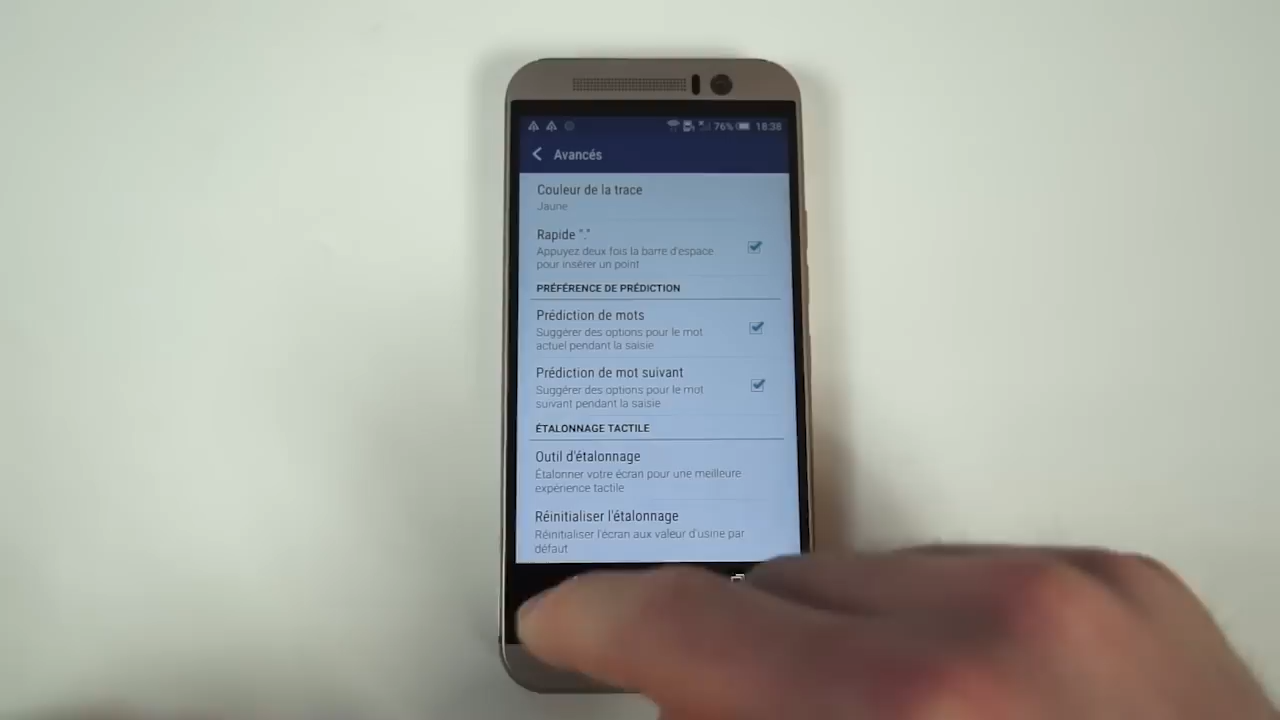 76% 18:38
Avancés
Couleur de la trace
Jaune
Rapide "."
Appuyez deux fois la barre d'espace
pour insérer un point
PRÉFÉRENCE DE PRÉDICTION
Prédiction de mots
Suggérer des options pour le mot
actuel pendant la saisie
Prédiction de mot suivant
Suggérer des options pour le mot
suivant pendant la saisie
ÉTALONNAGE TACTILE
Outil d'étalonnage
Étalonner votre écran pour une meilleure
expérience tactile
Réinitialiser l'étalonnage
Réinitialiser l'écran aux valeur d'usine par
défaut